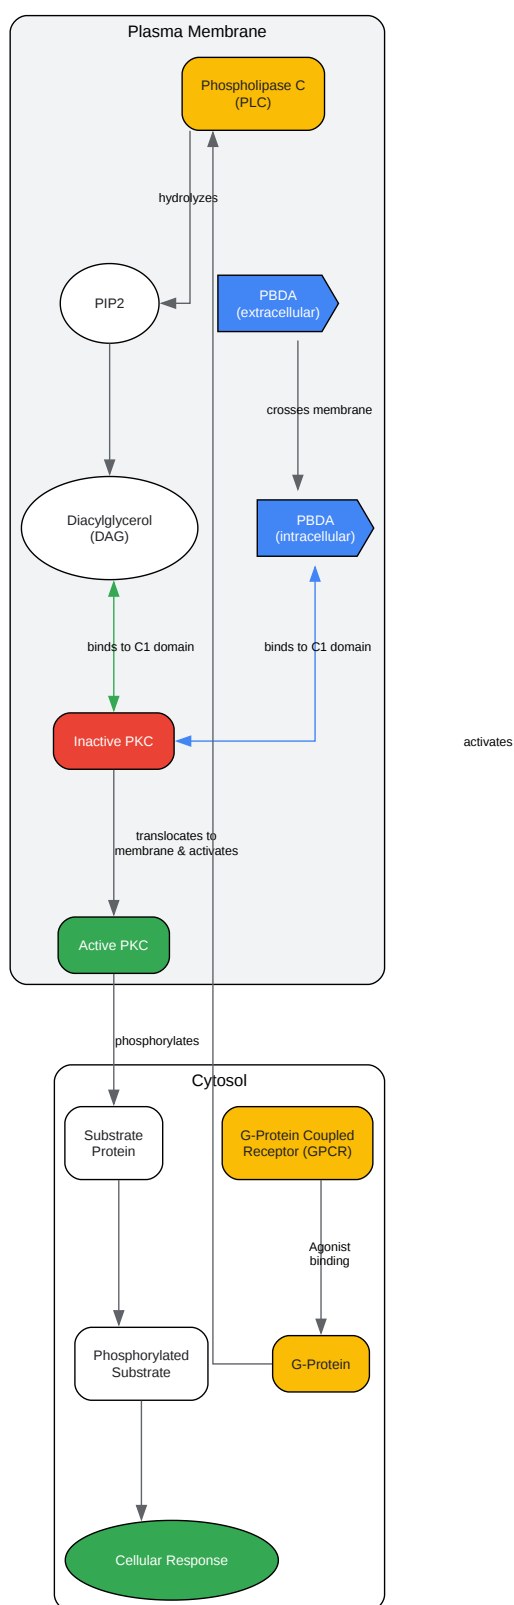 Plasma Membrane
Phospholipase C
(PLC)
hydrolyzes
PIP2
PBDA
(extracellular)
crosses membrane
Diacylglycerol
(DAG)
PBDA
(intracellular)
binds to C1 domain
binds to C1 domain
Inactive PKC
activates
translocates to
membrane & activates
Active PKC
phosphorylates
Cytosol
Substrate
Protein
G-Protein Coupled
Receptor (GPCR)
Agonist
binding
Phosphorylated
Substrate
G-Protein
Cellular Response